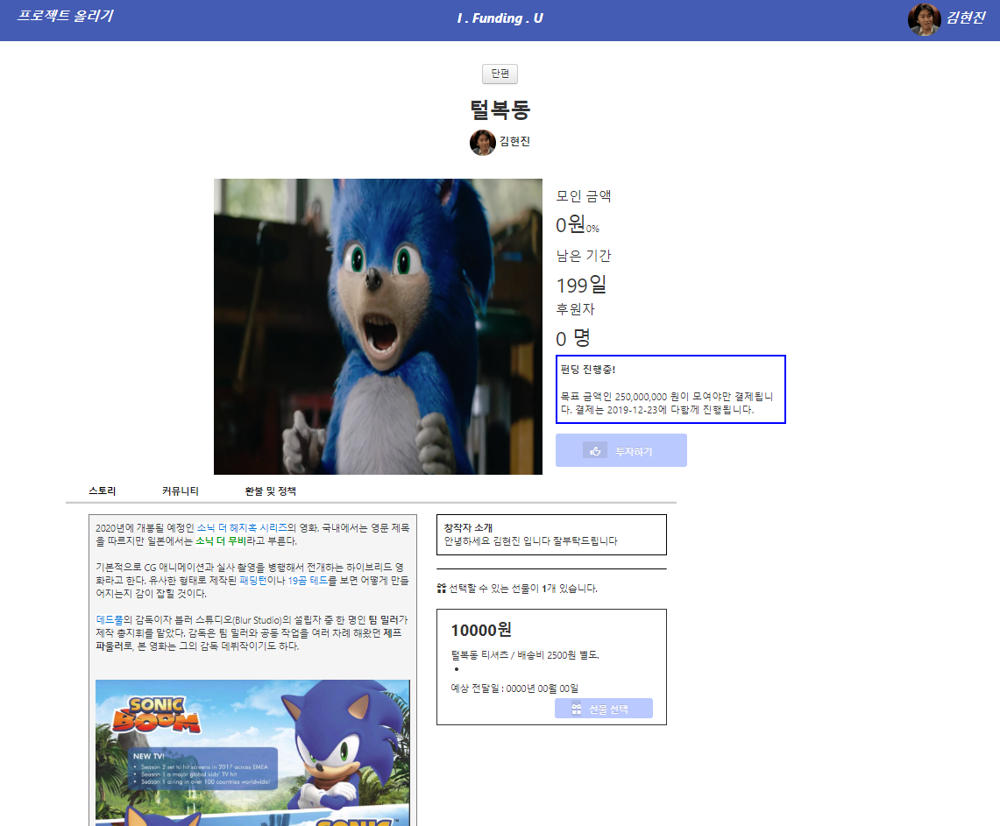 프로젝트 올리기
I . Funding . U
김현진
단편
털복동
김현진
모인 금액
0원0%
남은 기간
199일
후원자
0 명
펀딩 진행중!
목표 금액인 250,000,000 원이 모여야만 결제됩니
다. 결제는 2019-12-23에 다함께 진행됩니다.
투자하기
스토리
커뮤니티
환불 및 정책
2020년에 개봉될 예정인 소닉 더 헤지혹 시리즈의 영화. 국내에서는 영문 제목
을 따르지만 일본에서는 소닉 더 무비라고 부른다.
기본적으로 CG 애니메이션과 실사 촬영을 병행해서 전개하는 하이브리드 영
화라고 한다. 유사한 형태로 제작된 패딩턴이나 19곰 테드를 보면 어떻게 만들
어지는지 감이 잡힐 것이다.
데드풀의 감독이자 블러 스튜디오(Blur Studio)의 설립자 중 한 명인 팀 밀러가
제작 총지휘를 맡았다. 감독은 팀 밀러와 공동 작업을 여러 차례 해왔던 제프
파울러로, 본 영화는 그의 감독 데뷔작이기도 하다.
SONIC
BOOM
NEW TV!
• Season 2 set to hit screens in 2017 across EMEA
• Season 1 a major global kids' TV hit
• Season 1 airing in over 100 countries worldwide!
SONIC
창작자 소개
안녕하세요 김현진 입니다 잘부탁드립니다
선택할 수 있는 선물이 1개 있습니다.
10000원
털복동 티셔츠 / 배송비 2500원 별도.
•
예상 전달일 : 0000년 00월 00일
선물 선택